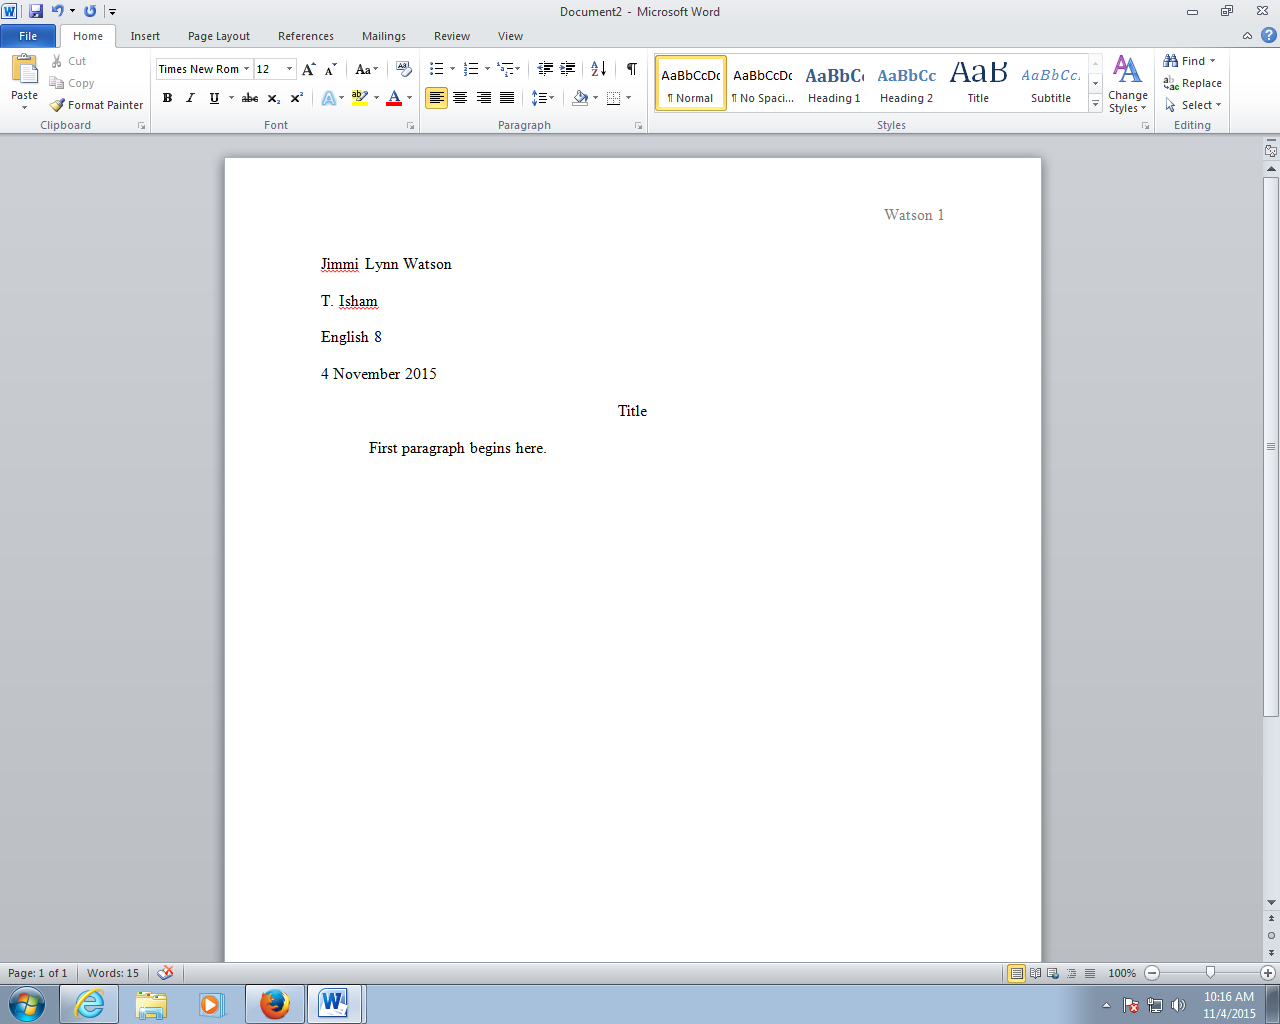 Document2 - Microsoft Word
File Home Insert Page Layout References Mailings Review View
Paste
Cut
Copy
Format Painter
Clipboard
Times New Rom 12
Font
Paragraph
AaBbCcDc AaBbCcDc AaBbCc AaBbCc AaB AaBbCc.
¶ Normal ¶ No Spaci... Heading 1 Heading 2 Title Subtitle
Change Styles
Styles
Find
Replace
Select
Editing
Watson 1
Jimmi Lynn Watson
T. Isham
English 8
4 November 2015
Title
First paragraph begins here.
Page: 1 of 1 Words: 15 100%
10:16 AM
11/4/2015